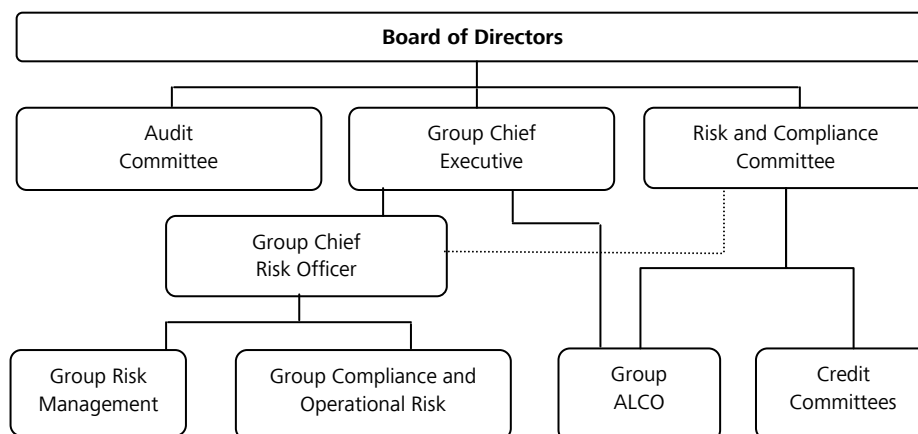 Board of Directors
Audit
Committee
Group Chief
Executive
Risk and Compliance
Committee
Group Chief
Risk Officer
Group Risk
Management
Group Compliance and
Operational Risk
Group
ALCO
Credit
Committees